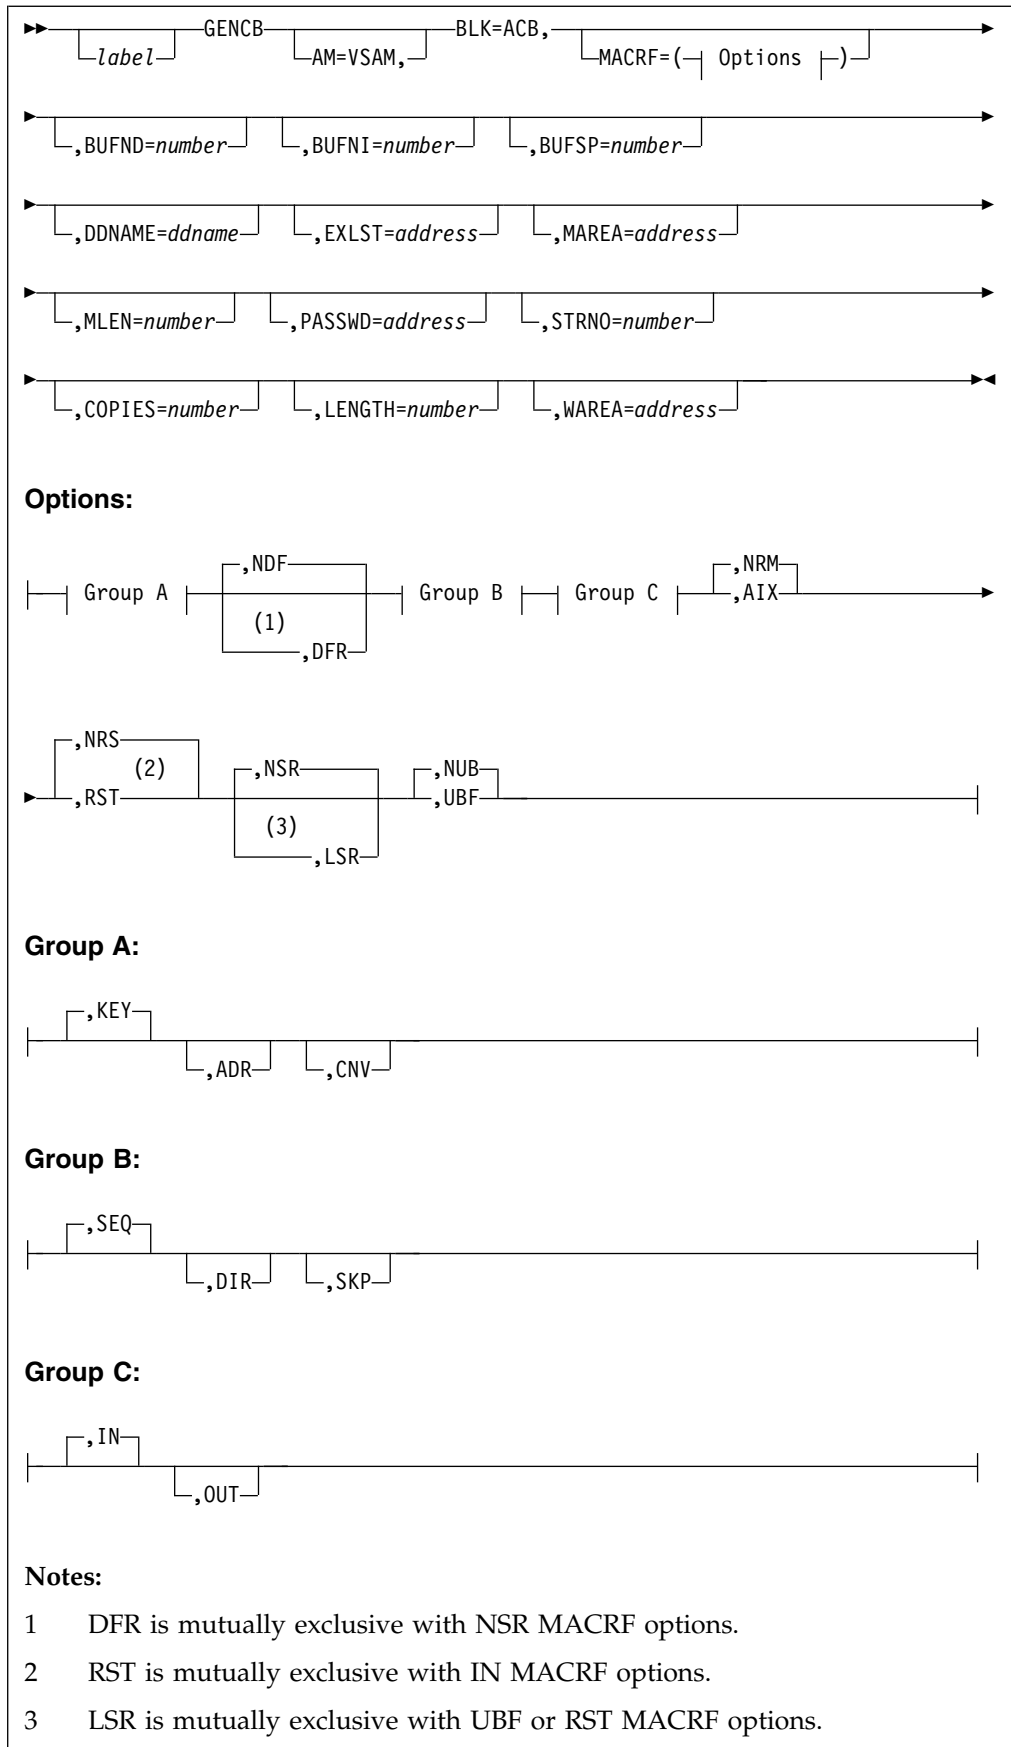 GENCB BLK=ACB,
label AM=VSAM, MACRF=( Options )
,BUFND=number ,BUFNI=number ,BUFSP=number
,DDNAME=ddname ,EXLST=address ,MAREA=address
,MLEN=number ,PASSWD=address ,STRNO=number
,COPIES=number ,LENGTH=number ,WAREA=address
Options:
,NDF ,NRM
Group A Group B Group C ,AIX
(1)
,DFR
,NRS
(2) ,NSR ,NUB
,RST ,UBF
(3)
,LSR
Group A:
,KEY
,ADR ,CNV
Group B:
,SEQ
,DIR ,SKP
Group C:
,IN
,OUT
Notes:
1 DFR is mutually exclusive with NSR MACRF options.
2 RST is mutually exclusive with IN MACRF options.
3 LSR is mutually exclusive with UBF or RST MACRF options.